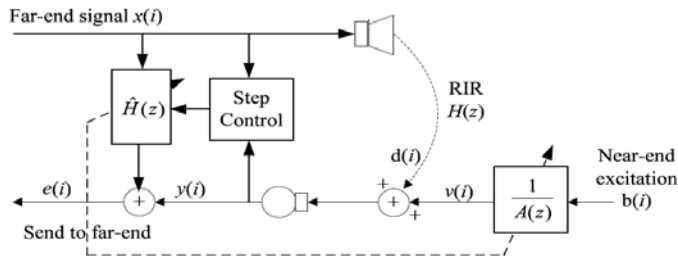 Far-end signal x(i)
Ĥ(z)
Step
Control
RIR
H(z)
d(i)
Near-end
excitation
b(i)
e(i)
+
y(i)
+
+
+
v(i)
1
A(z)
Send to far-end